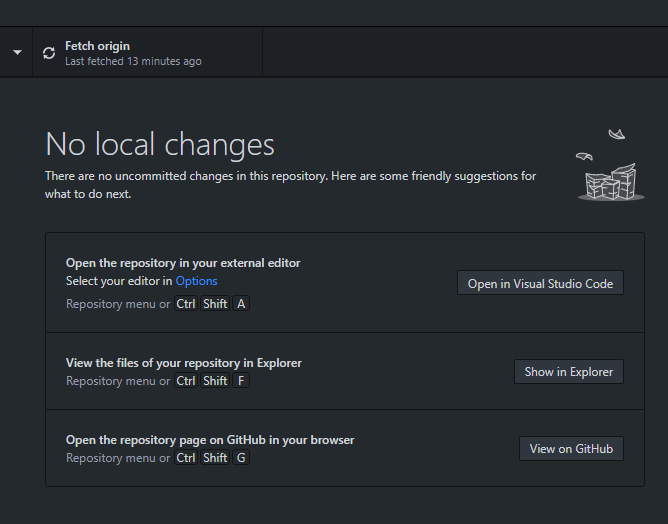 Fetch origin
Last fetched 13 minutes ago
No local changes
There are no uncommitted changes in this repository. Here are some friendly suggestions for
what to do next.
Open the repository in your external editor
Select your editor in Options
Open in Visual Studio Code
Repository menu or Ctrl Shift A
View the files of your repository in Explorer
Repository menu or Ctrl Shift F
Show in Explorer
Open the repository page on GitHub in your browser
Repository menu or Ctrl Shift G
View on GitHub